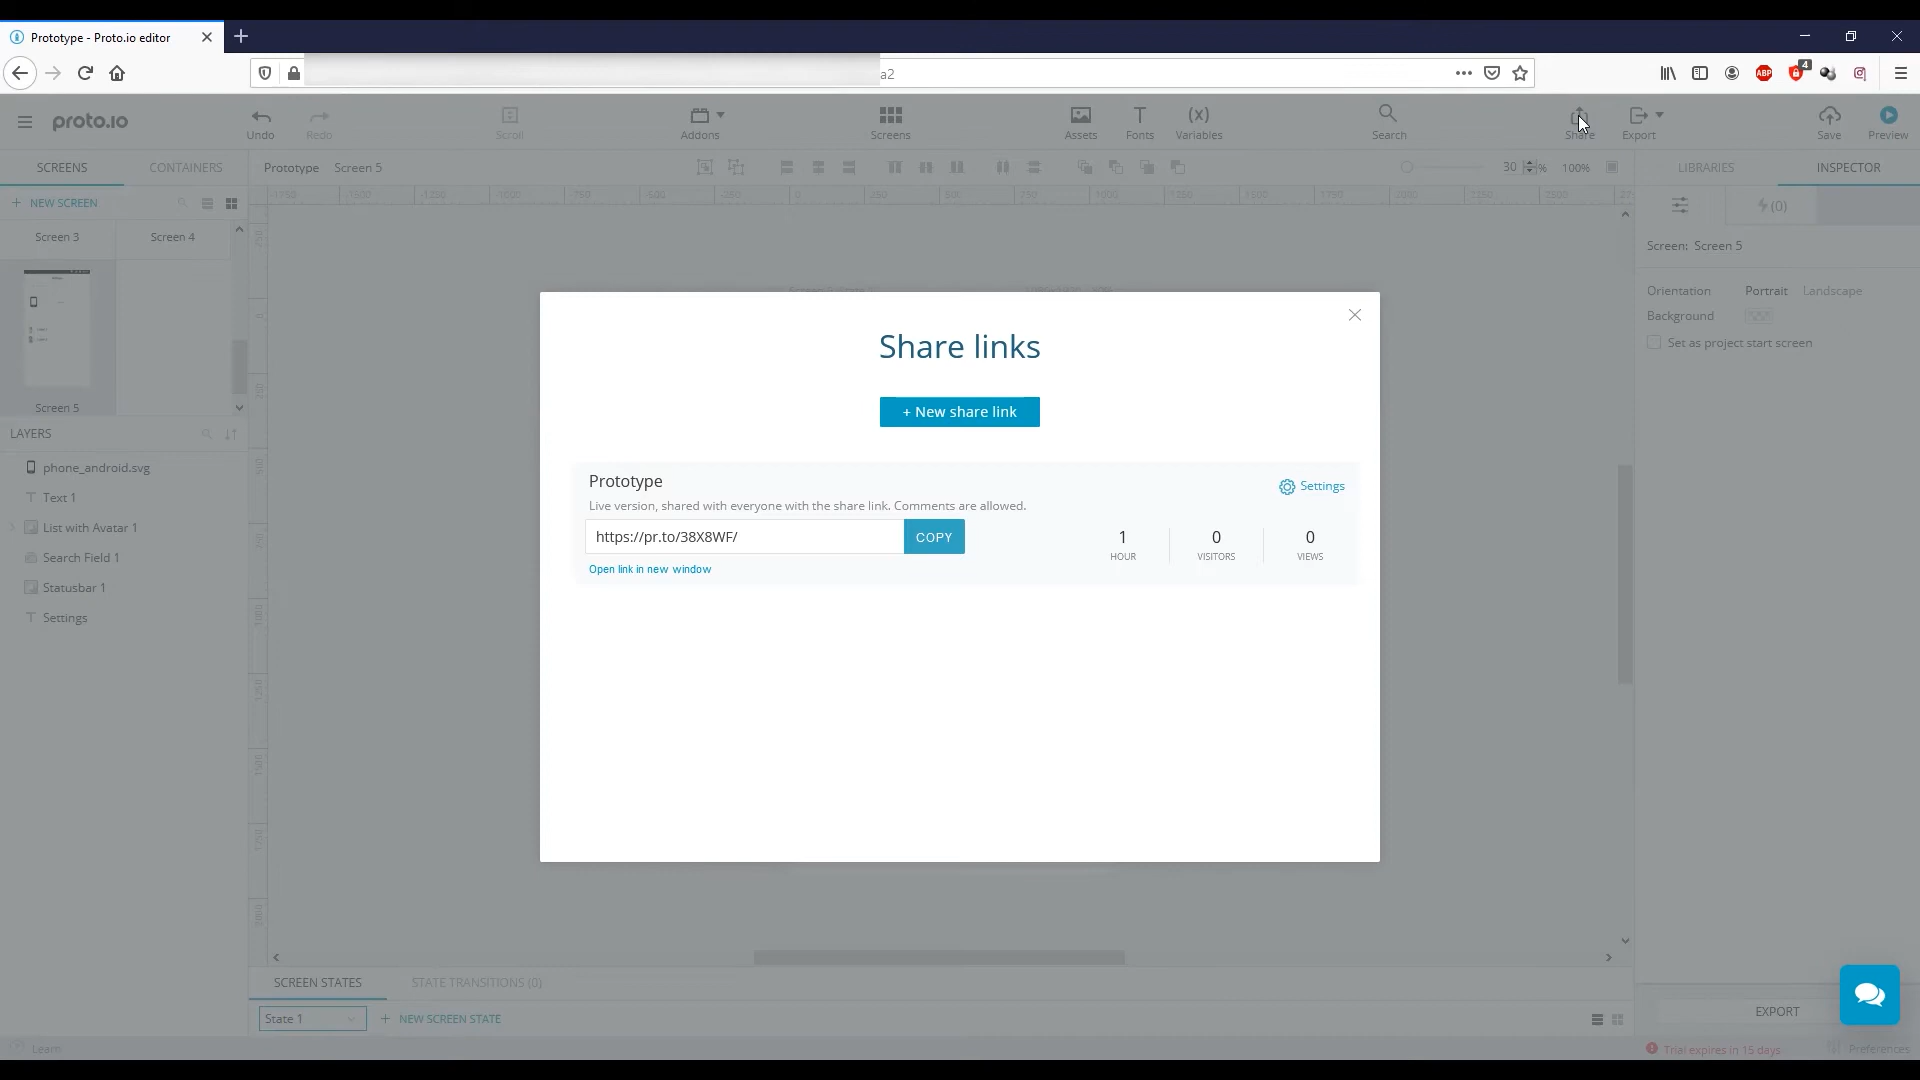 Prototype - Proto.io editor
a2
4
ABP
proto.io
Undo
Redo
Scroll
Addons
Screens
Assets
Fonts
(x)
Variables
Search
Share
Export
Save
Preview
SCREENS
CONTAINERS
Prototype
Screen 5
30 %
100%
LIBRARIES
INSPECTOR
+ NEW SCREEN
(0)
Screen 3
Screen 4
Screen: Screen 5
Orientation Portrait Landscape
Background
Set as project start screen
Screen 5
LAYERS
phone_android.svg
Text 1
List with Avatar 1
Search Field 1
Statusbar 1
Settings
Share links
+ New share link
Prototype
Settings
Live version, shared with everyone with the share link. Comments are allowed.
https://pr.to/38X8WF/
COPY
1
HOUR
0
VISITORS
0
VIEWS
Open link in new window
SCREEN STATES
STATE TRANSITIONS (0)
State 1
+ NEW SCREEN STATE
EXPORT
Learn
Trial expires in 15 days
Preferences